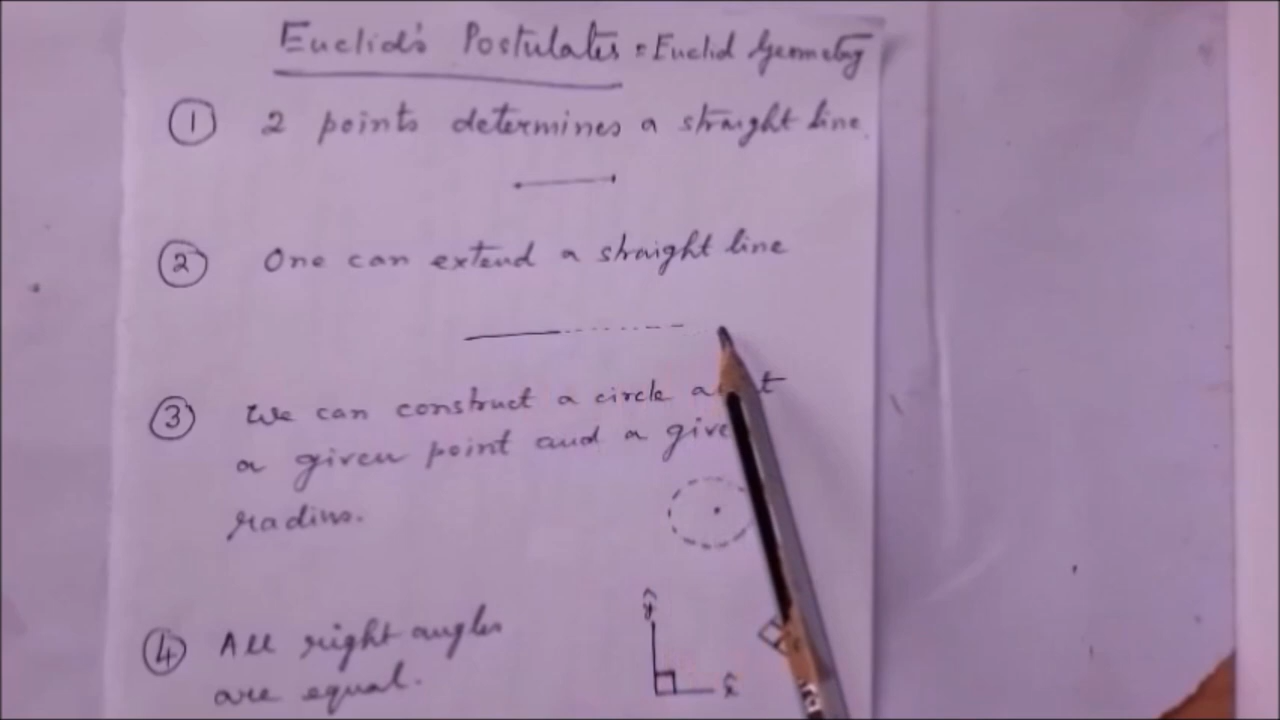 Euclid's Postulates = Euclid Geometry
① 2 points determines a straight line.
② One can extend a straight line
③ We can construct a circle
a given point and a
radius.
④ All right angles ŷ
are equal. x̂